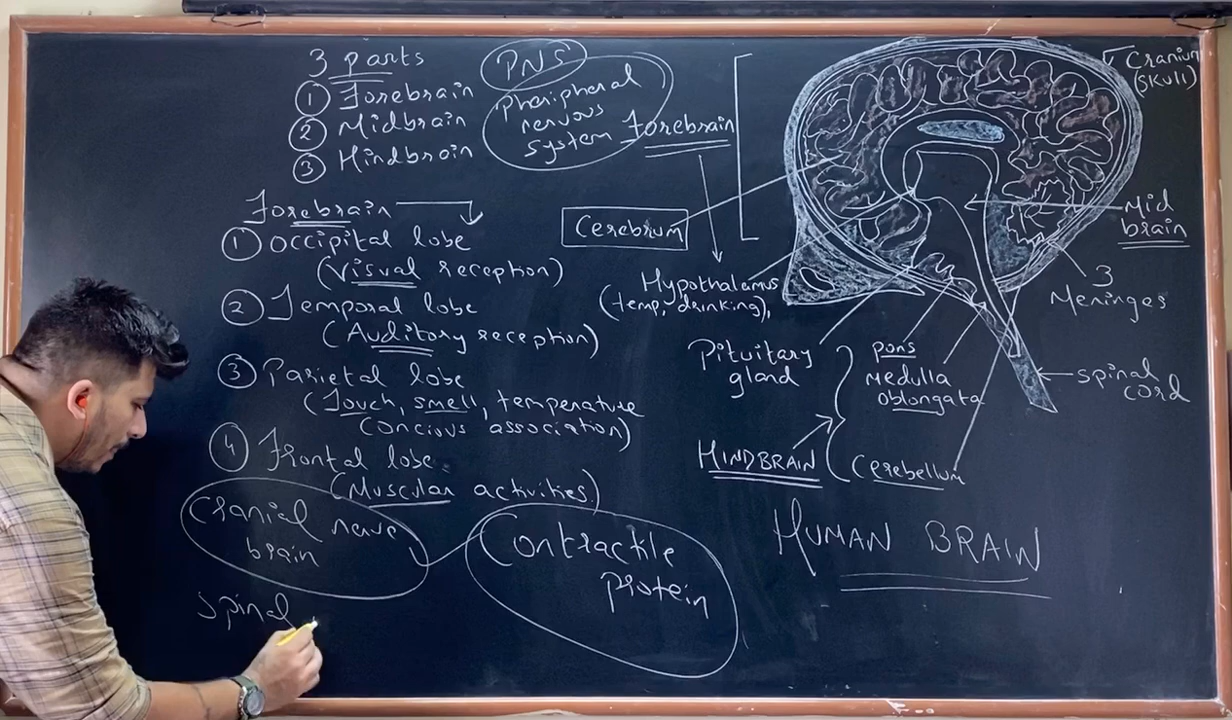 3 parts
① Forebrain
② Midbrain
③ Hindbrain
PNS
Pheripheral
nervous
system
Forebrain
① Occipital lobe
(Visual reception)
② Temporal lobe
(Auditory reception)
③ Parietal lobe
(Touch, smell, temperature
Concious association)
④ Frontal lobe
(Muscular activities)
Cranial nerve
brain
Spinal
Contractile
protein
Forebrain
Cerebrum
Hypothalamus
(temp, drinking),
Pituitary
gland
Pons
Medulla
oblongata
HINDBRAIN
Cerebellum
Cranium
(SKull)
Mid
brain
3
Meninges
spinal
cord
HUMAN BRAIN